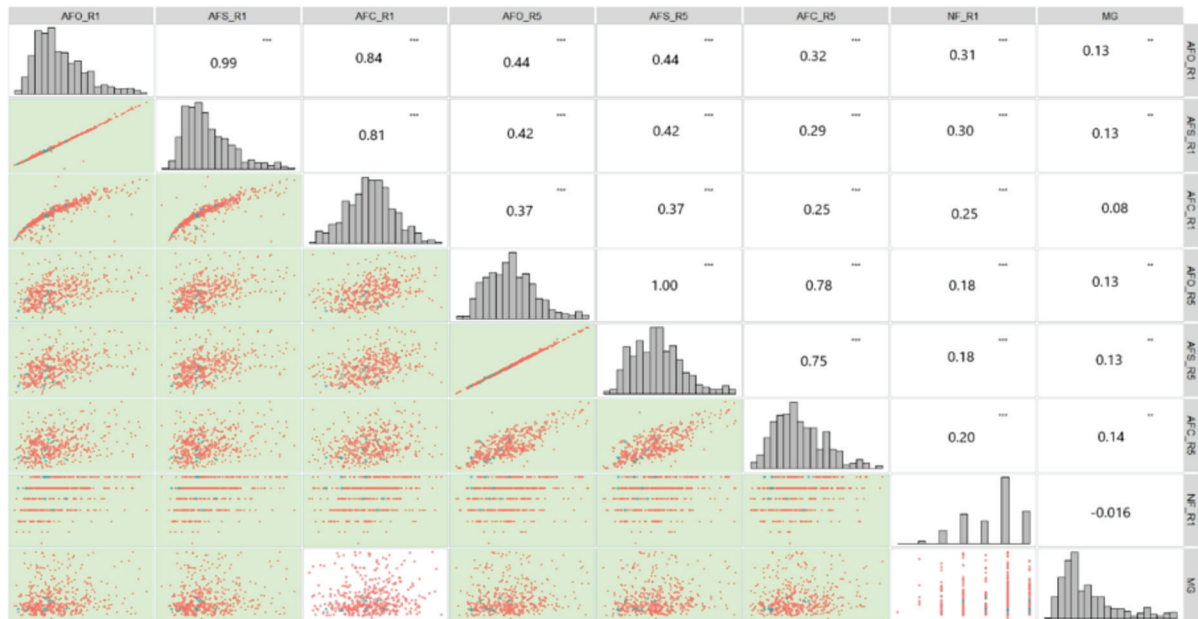 AFO_R1 AFS_R1 AFC_R1 AFO_R5 AFS_R5 AFC_R5 NF_R1 MG
0.99 *** 0.84 *** 0.44 *** 0.44 *** 0.32 *** 0.31 *** 0.13 ** AFO_R1
0.81 *** 0.42 *** 0.42 *** 0.29 *** 0.30 *** 0.13 ** AFS_R1
0.37 *** 0.37 *** 0.25 *** 0.25 *** 0.08 AFC_R1
1.00 *** 0.78 *** 0.18 *** 0.13 ** AFO_R5
0.75 *** 0.18 *** 0.13 ** AFS_R5
0.20 *** 0.14 ** AFC_R5
-0.016 NF_R1
MG